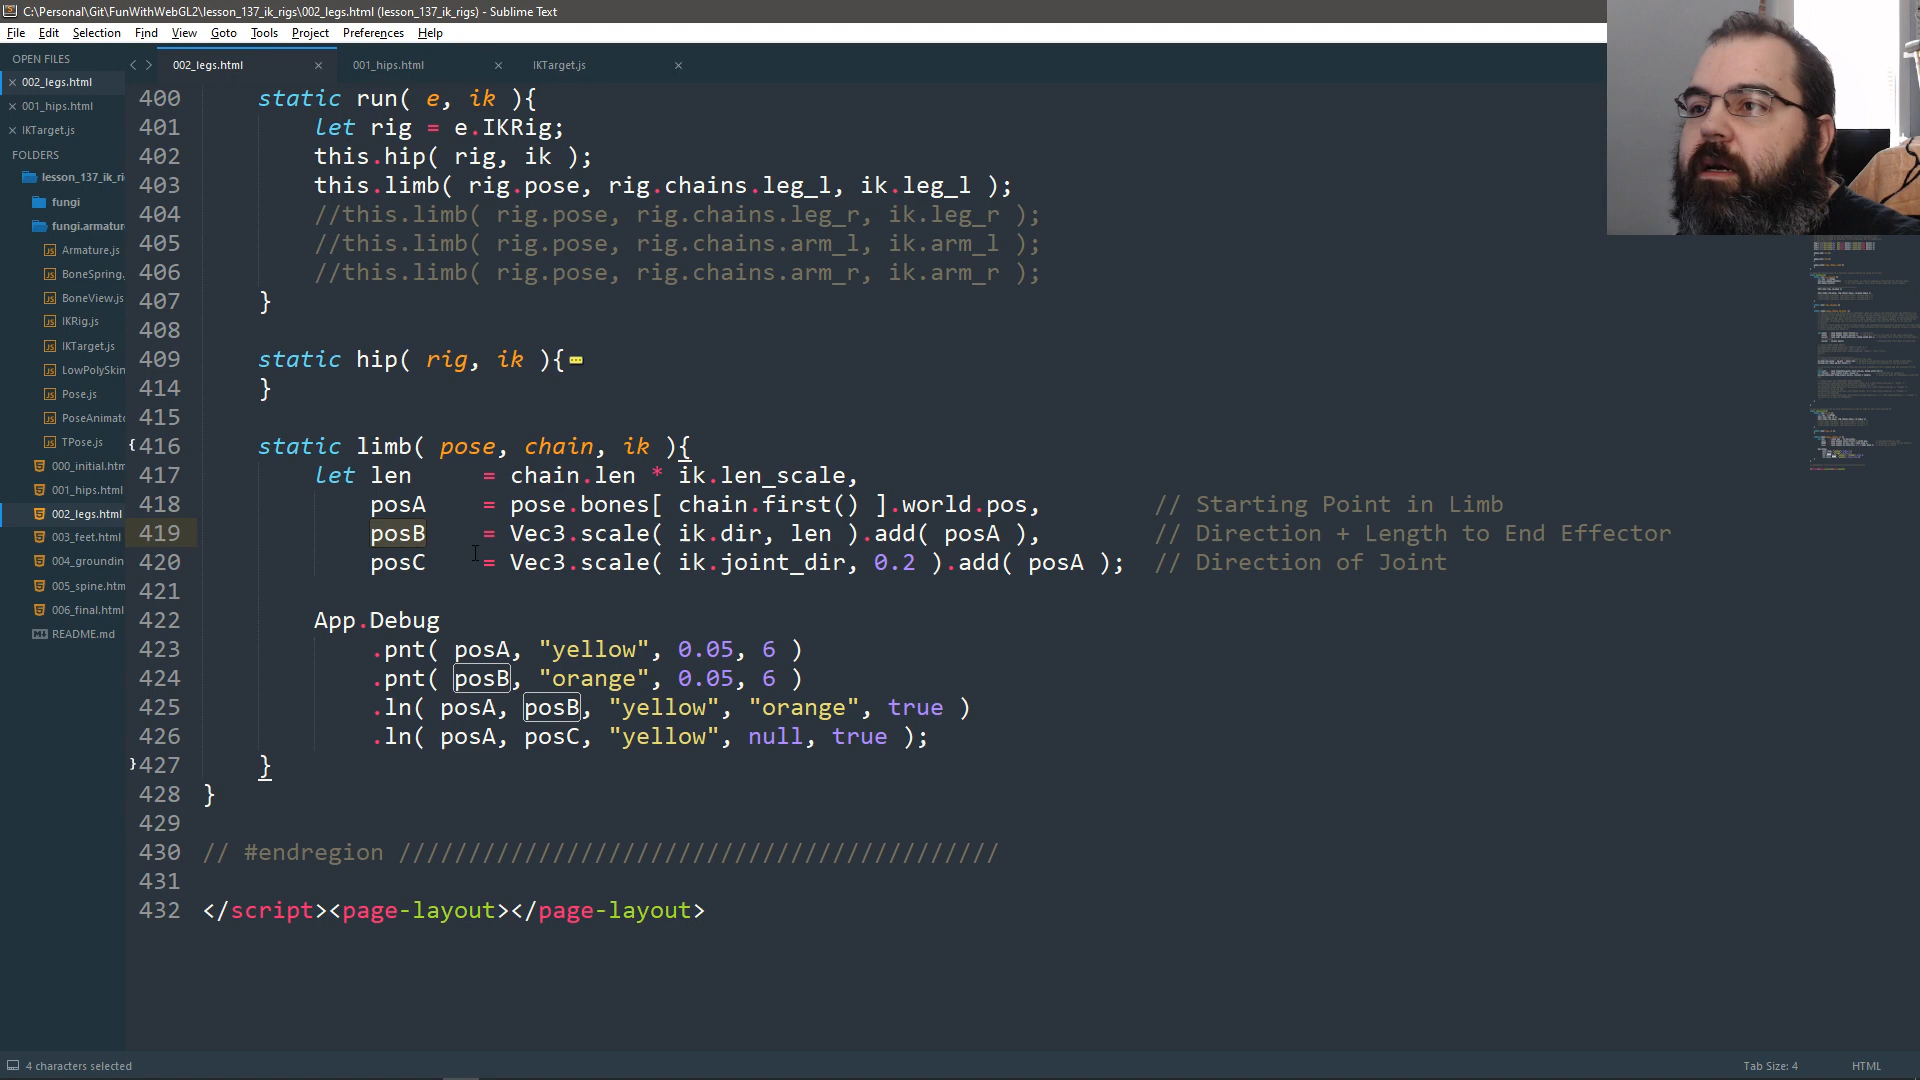 C:\Personal\Git\FunWithWebGL2\lesson_137_ik_rigs\002_legs.html (lesson_137_ik_rigs) - Sublime Text
File Edit Selection Find View Goto Tools Project Preferences Help
OPEN FILES
002_legs.html
001_hips.html
IKTarget.js
FOLDERS
lesson_137_ik_ri
fungi
fungi.armatur
Armature.js
BoneSpring.
BoneView.js
IKRig.js
IKTarget.js
LowPolySkin
Pose.js
PoseAnimato
TPose.js
000_initial.htm
001_hips.html
002_legs.html
003_feet.html
004_groundin
005_spine.htm
006_final.html
README.md
002_legs.html 001_hips.html IKTarget.js
400 static run( e, ik ){
401 let rig = e.IKRig;
402 this.hip( rig, ik );
403 this.limb( rig.pose, rig.chains.leg_l, ik.leg_l );
404 //this.limb( rig.pose, rig.chains.leg_r, ik.leg_r );
405 //this.limb( rig.pose, rig.chains.arm_l, ik.arm_l );
406 //this.limb( rig.pose, rig.chains.arm_r, ik.arm_r );
407 }
408
409 static hip( rig, ik ){
414 }
415
416 static limb( pose, chain, ik ){
417 let len = chain.len * ik.len_scale,
418 posA = pose.bones[ chain.first() ].world.pos, // Starting Point in Limb
419 posB = Vec3.scale( ik.dir, len ).add( posA ), // Direction + Length to End Effector
420 posC = Vec3.scale( ik.joint_dir, 0.2 ).add( posA ); // Direction of Joint
421
422 App.Debug
423 .pnt( posA, "yellow", 0.05, 6 )
424 .pnt( posB, "orange", 0.05, 6 )
425 .ln( posA, posB, "yellow", "orange", true )
426 .ln( posA, posC, "yellow", null, true );
427 }
428 }
429
430 // #endregion ///////////////////////////////////////////
431
432 </script><page-layout></page-layout>
4 characters selected
Tab Size: 4
HTML